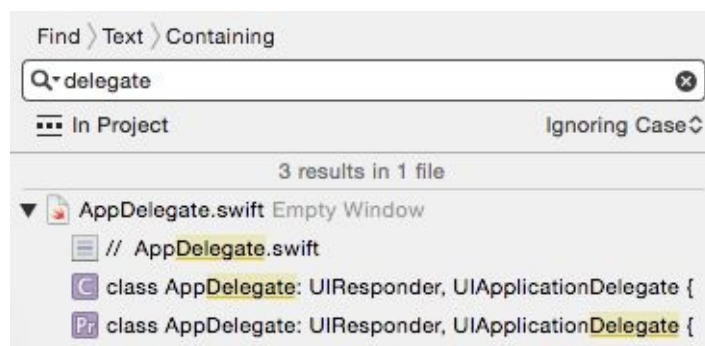 Find 〉Text 〉Containing
delegate
In Project Ignoring Case
3 results in 1 file
AppDelegate.swift Empty Window
// AppDelegate.swift
C class AppDelegate: UIResponder, UIApplicationDelegate {
Pr class AppDelegate: UIResponder, UIApplicationDelegate {